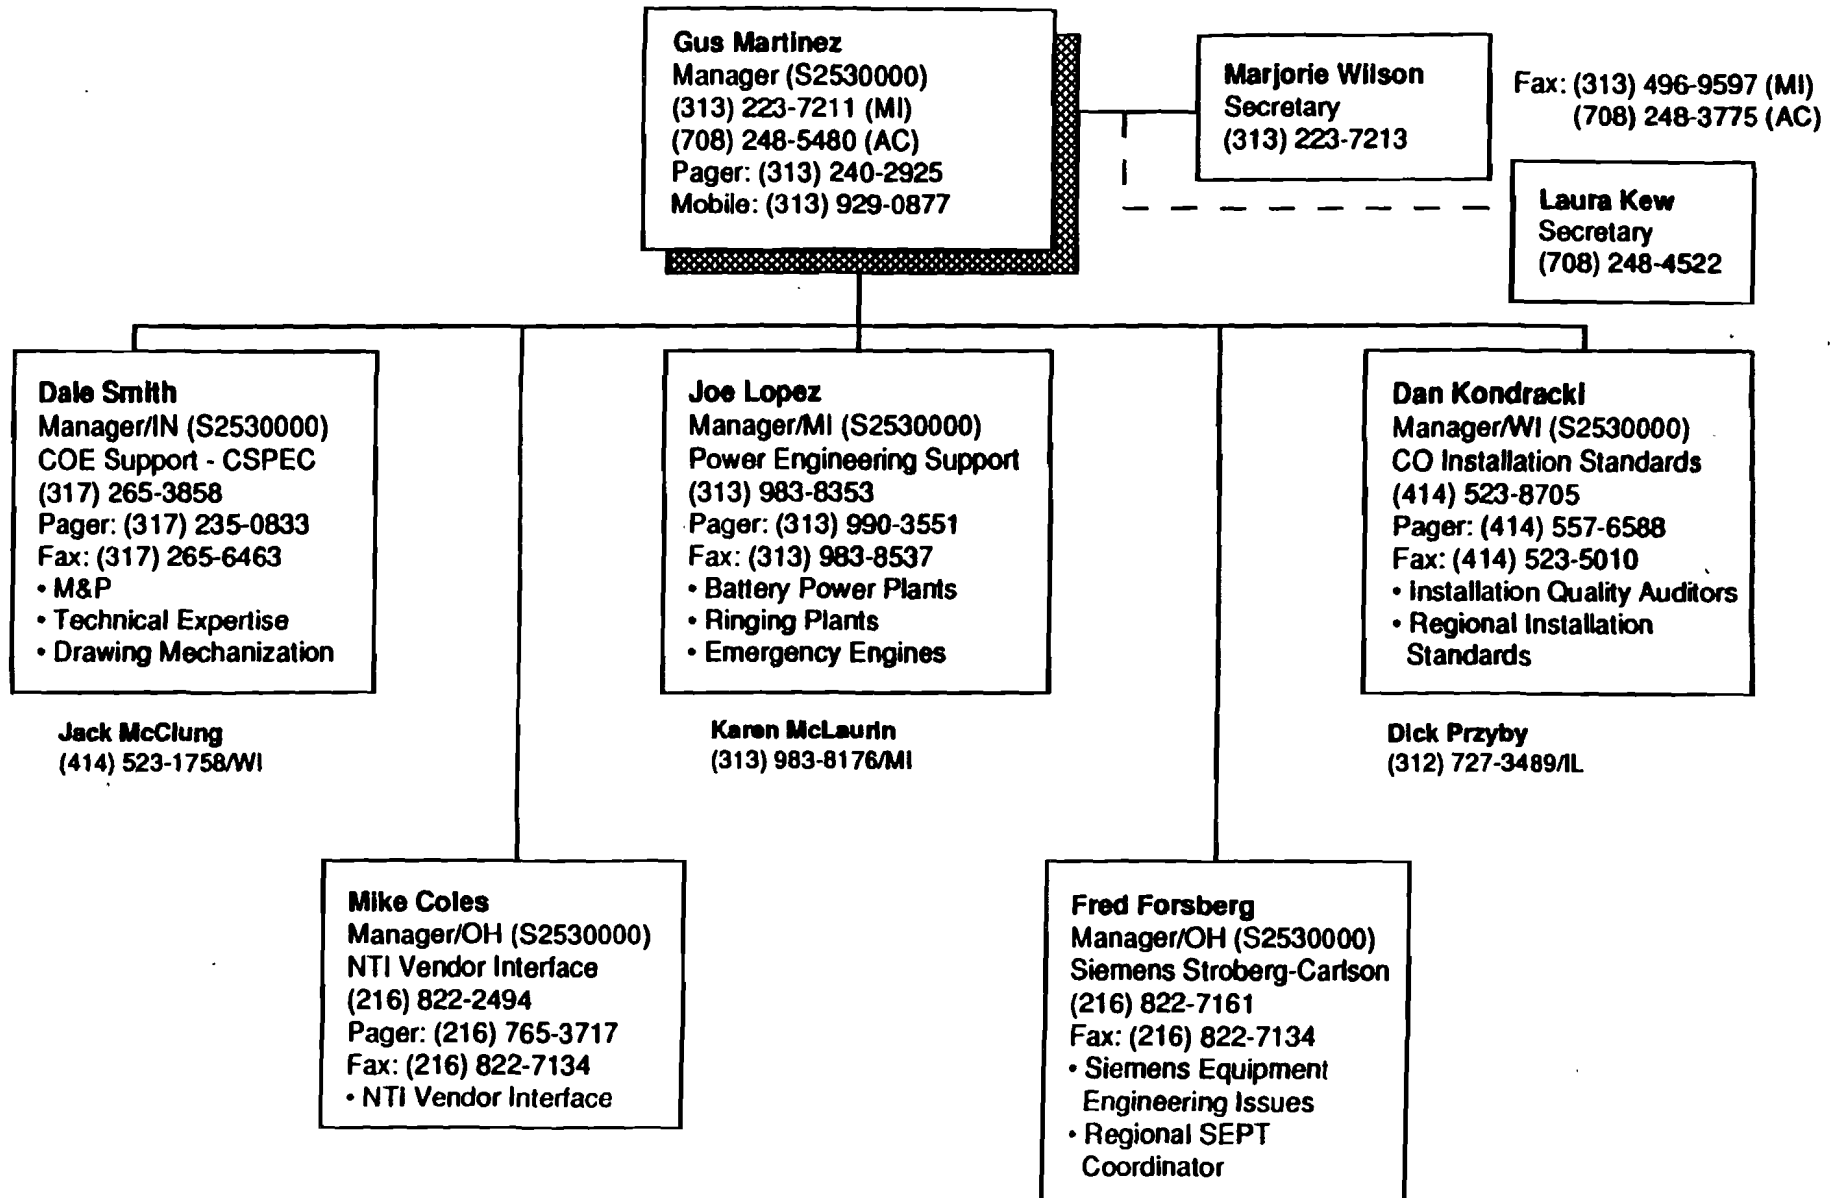 Gus Martinez
Manager (S2530000)
(313) 223-7211 (MI)
(708) 248-5480 (AC)
Pager: (313) 240-2925
Mobile: (313) 929-0877
Marjorie Wilson
Secretary
(313) 223-7213
Fax: (313) 496-9597 (MI)
(708) 248-3775 (AC)
Laura Kew
Secretary
(708) 248-4522
Dale Smith
Manager/IN (S2530000)
COE Support - CSPEC
(317) 265-3858
Pager: (317) 235-0833
Fax: (317) 265-6463
• M&P
• Technical Expertise
• Drawing Mechanization
Jack McClung
(414) 523-1758/WI
Joe Lopez
Manager/MI (S2530000)
Power Engineering Support
(313) 983-8353
Pager: (313) 990-3551
Fax: (313) 983-8537
• Battery Power Plants
• Ringing Plants
• Emergency Engines
Karen McLaurin
(313) 983-8176/MI
Dan Kondracki
Manager/WI (S2530000)
CO Installation Standards
(414) 523-8705
Pager: (414) 557-6588
Fax: (414) 523-5010
• Installation Quality Auditors
• Regional Installation
Standards
Dick Przyby
(312) 727-3489/IL
Mike Coles
Manager/OH (S2530000)
NTI Vendor Interface
(216) 822-2494
Pager: (216) 765-3717
Fax: (216) 822-7134
• NTI Vendor Interface
Fred Forsberg
Manager/OH (S2530000)
Siemens Stroberg-Carlson
(216) 822-7161
Fax: (216) 822-7134
• Siemens Equipment
Engineering Issues
• Regional SEPT
Coordinator